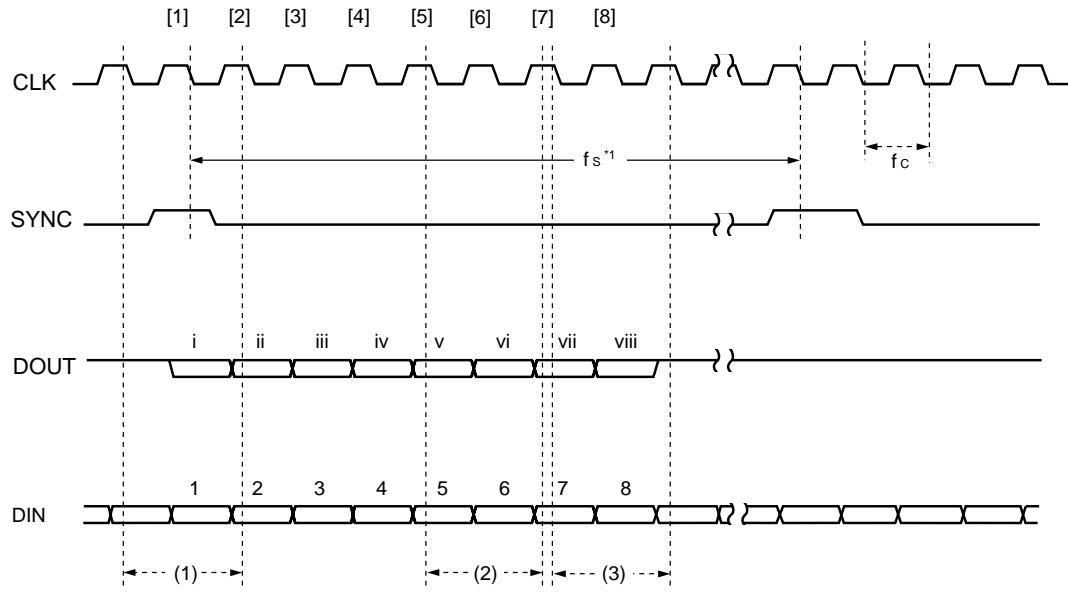 [1] [2] [3] [4] [5] [6] [7] [8]
CLK
fs*1 fc
SYNC
i ii iii iv v vi vii viii
DOUT
1 2 3 4 5 6 7 8
DIN
(1) (2) (3)